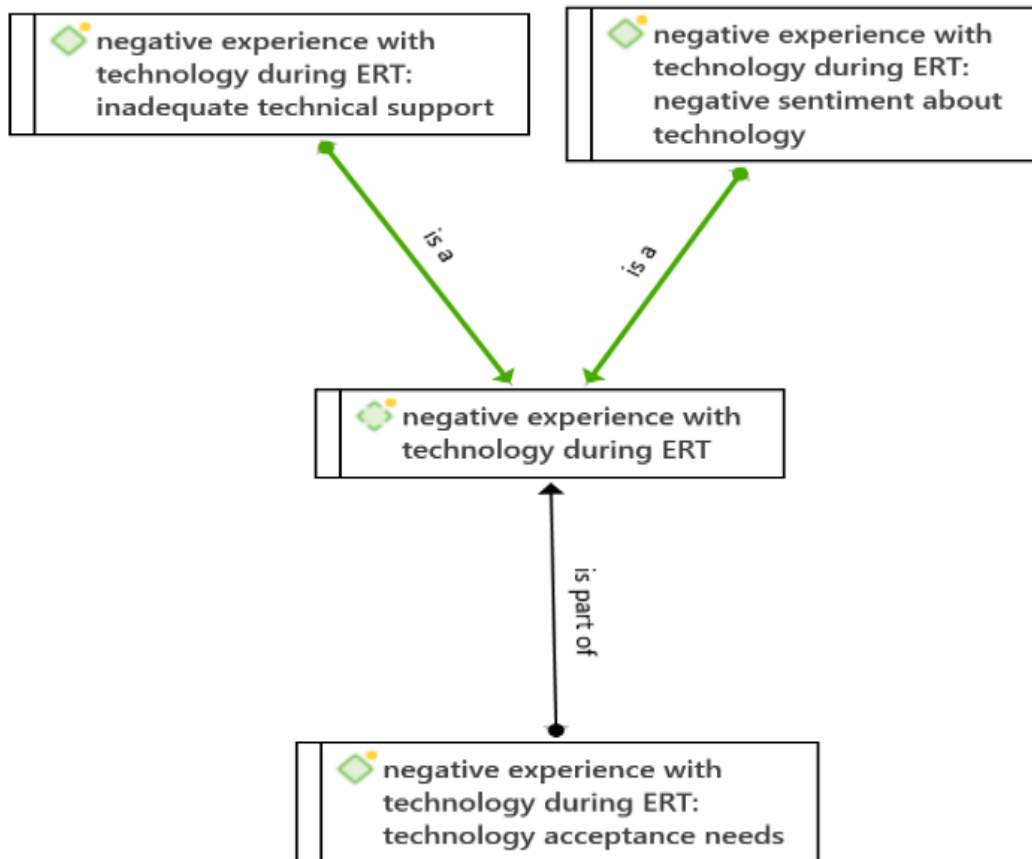 negative experience with
technology during ERT:
inadequate technical support
negative experience with
technology during ERT:
negative sentiment about
technology
is a
is a
negative experience with
technology during ERT
is part of
negative experience with
technology during ERT:
technology acceptance needs